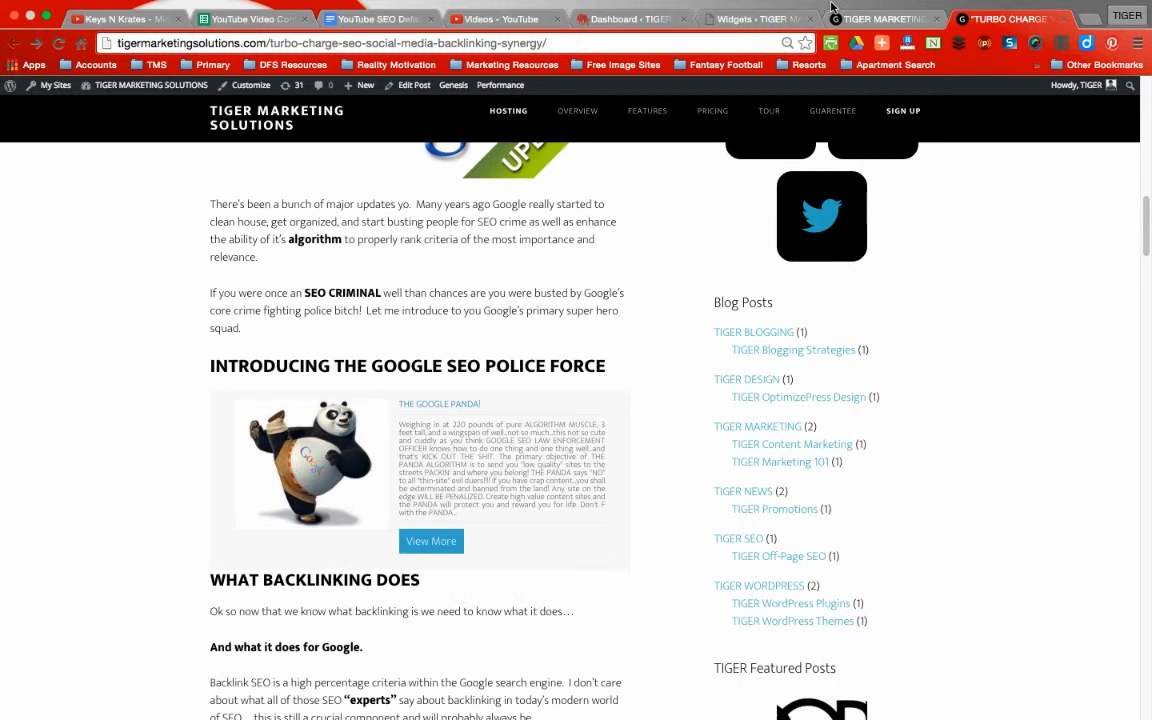 Keys N Krates - Mi
YouTube Video Con
YouTube SEO Defa
Videos - YouTube
Dashboard ‹ TIGER
Widgets ‹ TIGER M
TIGER MARKETING
"TURBO CHARGE
TIGER
tigermarketingsolutions.com/turbo-charge-seo-social-media-backlinking-synergy/
Apps
Accounts
TMS
Primary
DFS Resources
Reality Motivation
Marketing Resources
Free Image Sites
Fantasy Football
Resorts
Apartment Search
»
Other Bookmarks
My Sites
TIGER MARKETING SOLUTIONS
Customize
31
0
New
Edit Post
Genesis
Performance
Howdy, TIGER
TIGER MARKETING
SOLUTIONS
HOSTING
OVERVIEW
FEATURES
PRICING
TOUR
GUARENTEE
SIGN UP
There's been a bunch of major updates yo. Many years ago Google really started to
clean house, get organized, and start busting people for SEO crime as well as enhance
the ability of it's algorithm to properly rank criteria of the most importance and
relevance.
If you were once an SEO CRIMINAL well than chances are you were busted by Google's
core crime fighting police bitch! Let me introduce to you Google's primary super hero
squad.
INTRODUCING THE GOOGLE SEO POLICE FORCE
Google
THE GOOGLE PANDA!
Weighing in at 220 pounds of pure ALGORITHM MUSCLE, 3
feet tall, and a wingspan of well..not so much...this not so cute
and cuddly as you think GOOGLE SEO LAW ENFORCEMENT
OFFICER knows how to do one thing and one thing well...and
that's KICK OUT THE SHIT. The primary objective of THE
PANDA ALGORITHM is to send you "low quality" sites to the
streets PACKIN' and where you belong! THE PANDA says "NO"
to all "thin-site" evil duers!!!! If you have crap content...you shall
be exterminated and banned from the land! Any site on the
edge WILL BE PENALIZED. Create high value content sites and
the PANDA will protect you and reward you for life. Don't F
with the PANDA...
View More
WHAT BACKLINKING DOES
Ok so now that we know what backlinking is we need to know what it does…
And what it does for Google.
Backlink SEO is a high percentage criteria within the Google search engine. I don't care
about what all of those SEO "experts" say about backlinking in today's modern world
of SEO… this is still a crucial component and will probably always be.
Blog Posts
TIGER BLOGGING (1)
TIGER Blogging Strategies (1)
TIGER DESIGN (1)
TIGER OptimizePress Design (1)
TIGER MARKETING (2)
TIGER Content Marketing (1)
TIGER Marketing 101 (1)
TIGER NEWS (2)
TIGER Promotions (1)
TIGER SEO (1)
TIGER Off-Page SEO (1)
TIGER WORDPRESS (2)
TIGER WordPress Plugins (1)
TIGER WordPress Themes (1)
TIGER Featured Posts